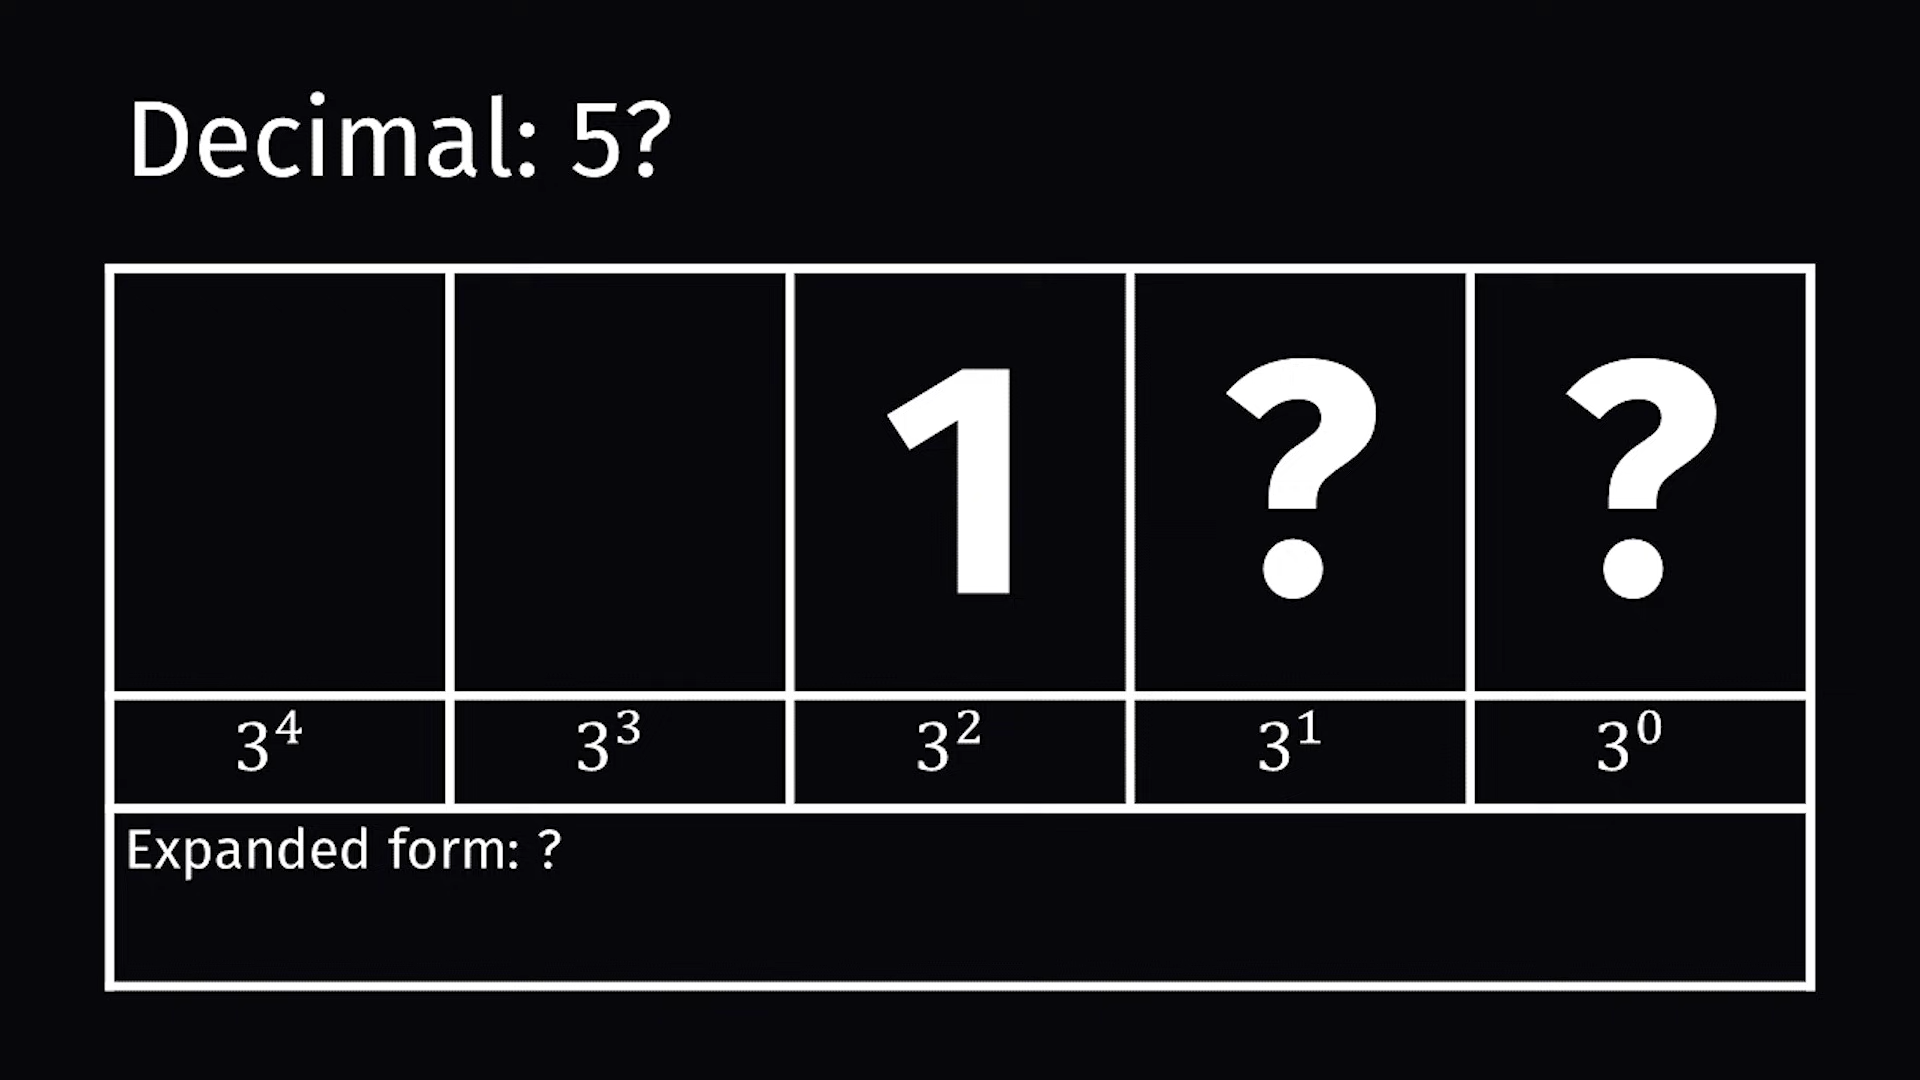 Decimal: 5?
1 ? ?
3⁴ 3³ 3² 3¹ 3⁰
Expanded form: ?